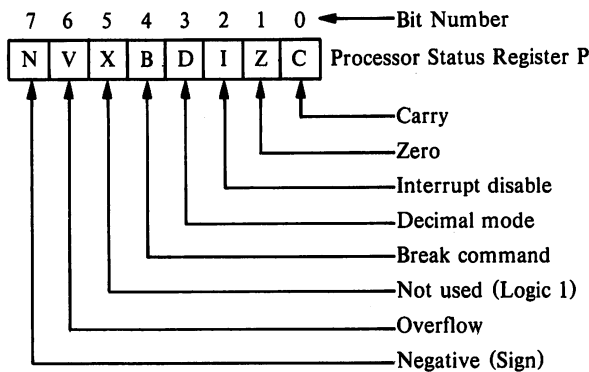 7 6 5 4 3 2 1 0 Bit Number
N V X B D I Z C Processor Status Register P
Carry
Zero
Interrupt disable
Decimal mode
Break command
Not used (Logic 1)
Overflow
Negative (Sign)